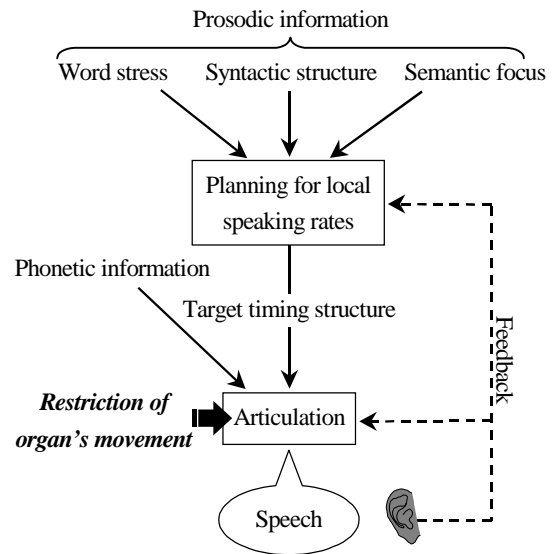 Prosodic information
Word stress
Syntactic structure
Semantic focus
Planning for local
speaking rates
Phonetic information
Target timing structure
Feedback
Restriction of
organ's movement
Articulation
Speech